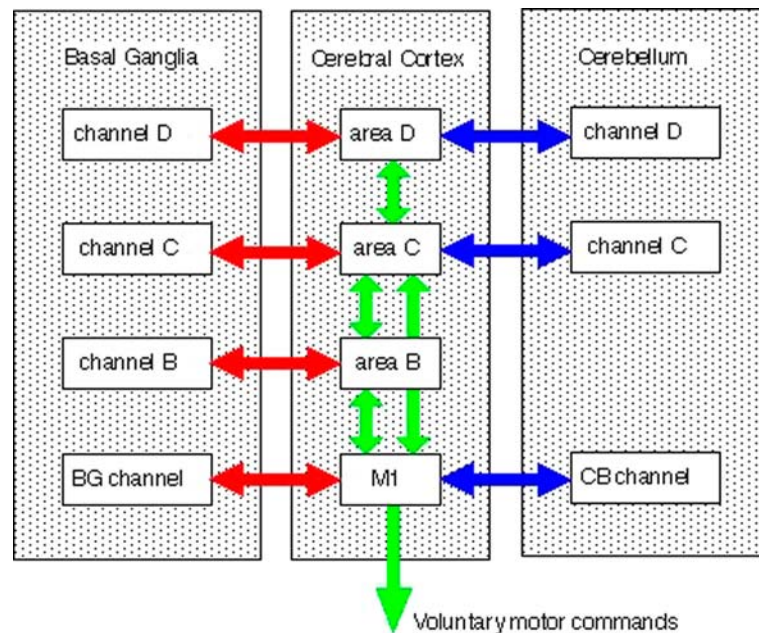 Basal Ganglia
Cerebral Cortex
Cerebellum
channel D
area D
channel D
channel C
area C
channel C
channel B
area B
BG channel
M1
CB channel
Voluntary motor commands